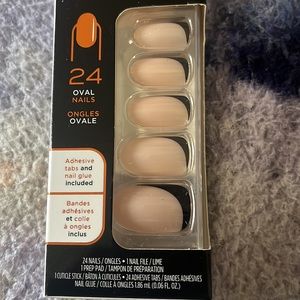 24
OVAL
NAILS
ONGLES
OVALE
Adhesive
tabs and
nail glue
included
Bandes
adhésives
et colle
à ongles
inclus
24 NAILS / ONGLES • 1 NAIL FILE / LIME
1 PREP PAD / TAMPON DE PRÉPARATION
1 CUTICLE STICK / BÂTON À CUTICULES • 24 ADHESIVE TABS / BANDES ADHÉSIVES
NAIL GLUE / COLLE À ONGLES 1.86 mL (0.06 FL. OZ.)